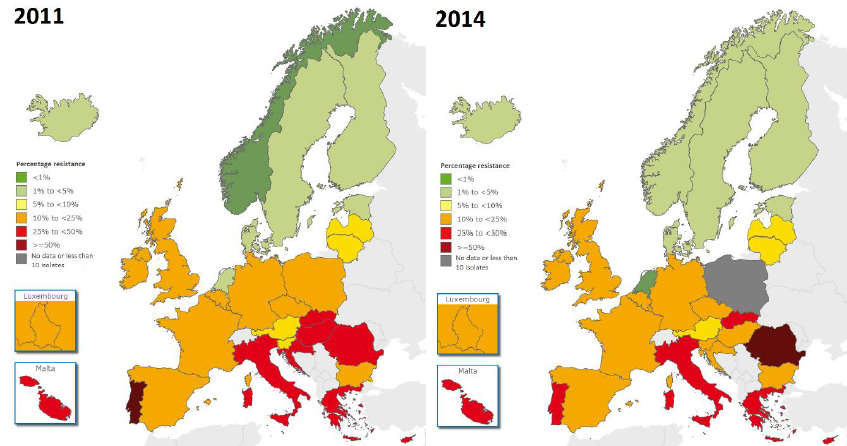 2011
Percentage resistance
<1%
1% to <5%
5% to <10%
10% to <25%
25% to <50%
>=50%
No data or less than
10 isolates
Luxembourg
Malta
2014
Percentage resistance
<1%
1% to <5%
5% to <10%
10% to <25%
25% to <50%
>=50%
No data or less than
10 isolates
Luxembourg
Malta